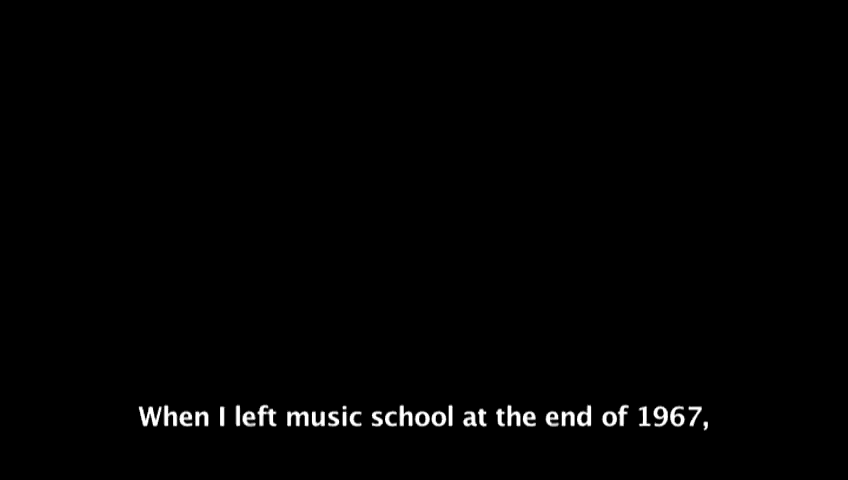 When I left music school at the end of 1967,